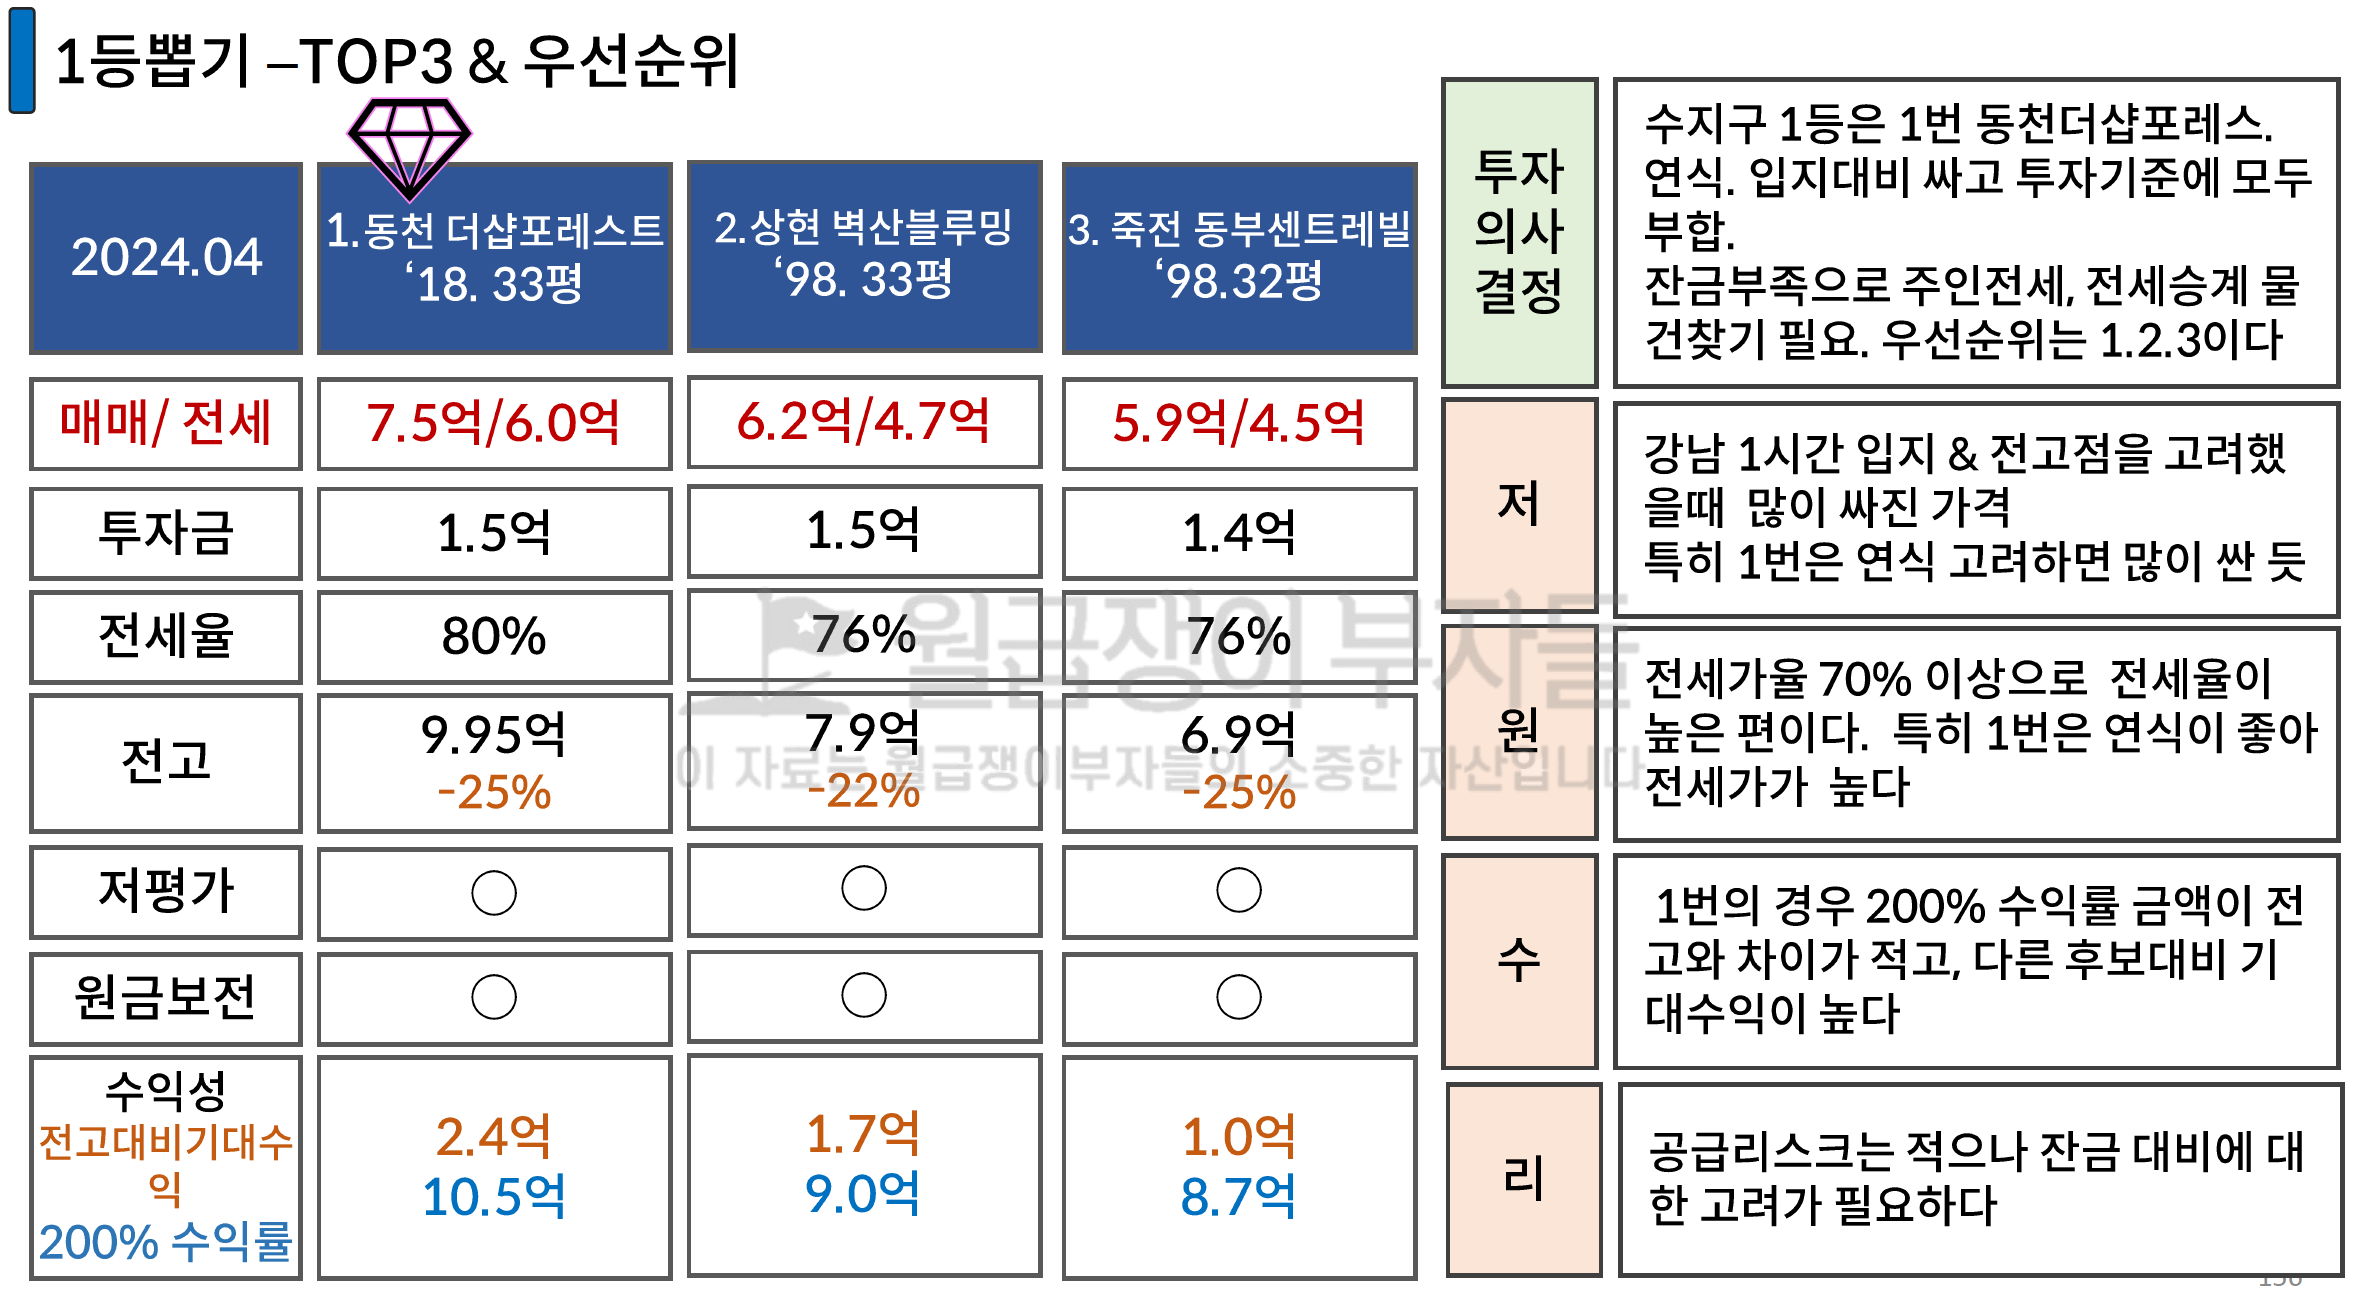 1등뽑기 –TOP3 & 우선순위
2024.04
1.동천 더샵포레스트
‘18. 33평
2.상현 벽산블루밍
‘98. 33평
3. 죽전 동부센트레빌
‘98.32평
매매/ 전세
7.5억/6.0억
6.2억/4.7억
5.9억/4.5억
투자금
1.5억
1.5억
1.4억
전세율
80%
76%
76%
전고
9.95억
-25%
7.9억
-22%
6.9억
-25%
저평가
○
○
○
원금보전
○
○
○
수익성
전고대비기대수
익
200% 수익률
2.4억
10.5억
1.7억
9.0억
1.0억
8.7억
투자
의사
결정
수지구 1등은 1번 동천더샵포레스.
연식. 입지대비 싸고 투자기준에 모두
부합.
잔금부족으로 주인전세, 전세승계 물
건찾기 필요. 우선순위는 1.2.3이다
저
강남 1시간 입지 & 전고점을 고려했
을때  많이 싸진 가격
특히 1번은 연식 고려하면 많이 싼 듯
원
전세가율 70% 이상으로  전세율이
높은 편이다.  특히 1번은 연식이 좋아
전세가가  높다
수
1번의 경우 200% 수익률 금액이 전
고와 차이가 적고, 다른 후보대비 기
대수익이 높다
리
공급리스크는 적으나 잔금 대비에 대
한 고려가 필요하다
월급쟁이 부자들
이 자료는 월급쟁이부자들의 소중한 자산입니다